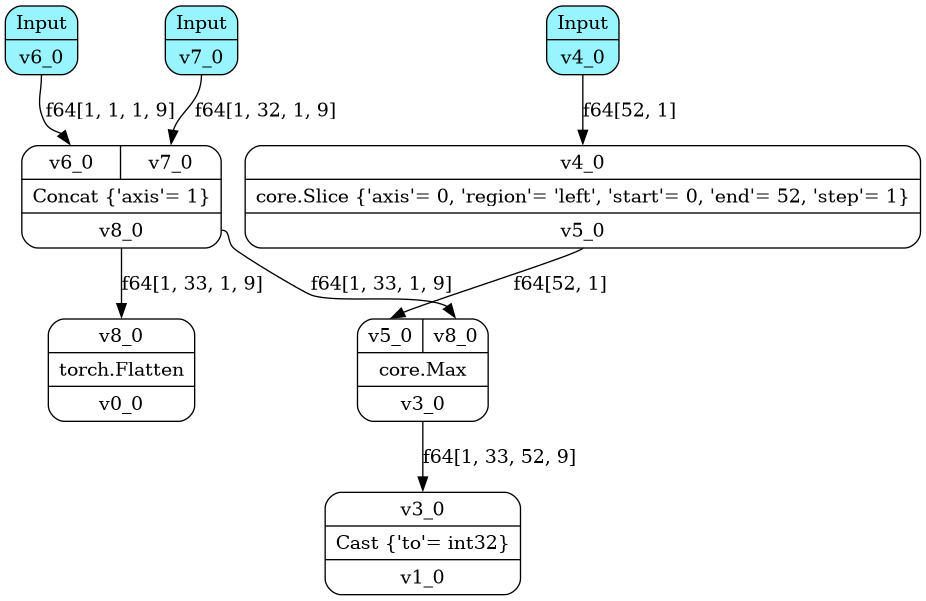 Input
v6_0
Input
v7_0
Input
v4_0
f64[1, 1, 1, 9]
f64[1, 32, 1, 9]
f64[52, 1]
v6_0 v7_0
Concat {'axis'= 1}
v8_0
v4_0
core.Slice {'axis'= 0, 'region'= 'left', 'start'= 0, 'end'= 52, 'step'= 1}
v5_0
f64[1, 33, 1, 9]
f64[1, 33, 1, 9]
f64[52, 1]
v8_0
torch.Flatten
v0_0
v5_0 v8_0
core.Max
v3_0
f64[1, 33, 52, 9]
v3_0
Cast {'to'= int32}
v1_0